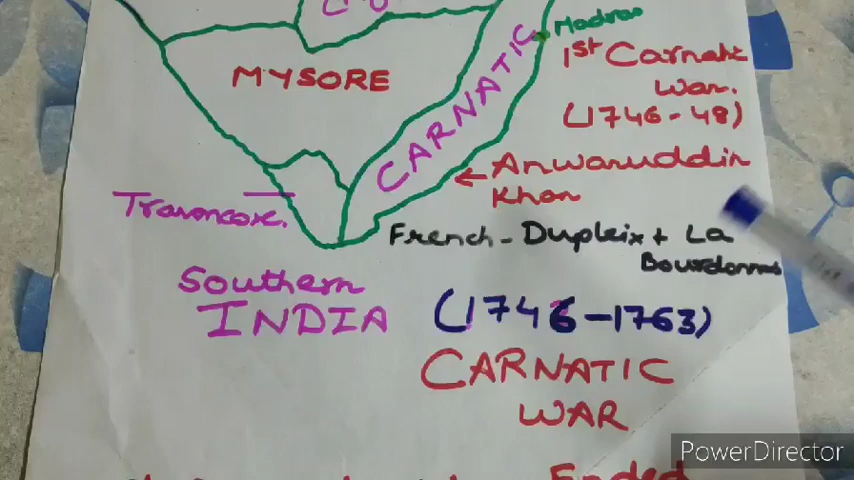 Madras
MYSORE
CARNATIC
1st Carnatic
War.
(1746-48)
Anwaruddin
Khan
Travancore.
French - Dupleix + La
Bourdonnais
Southern
INDIA
(1746-1763)
CARNATIC
WAR
Ended
PowerDirector